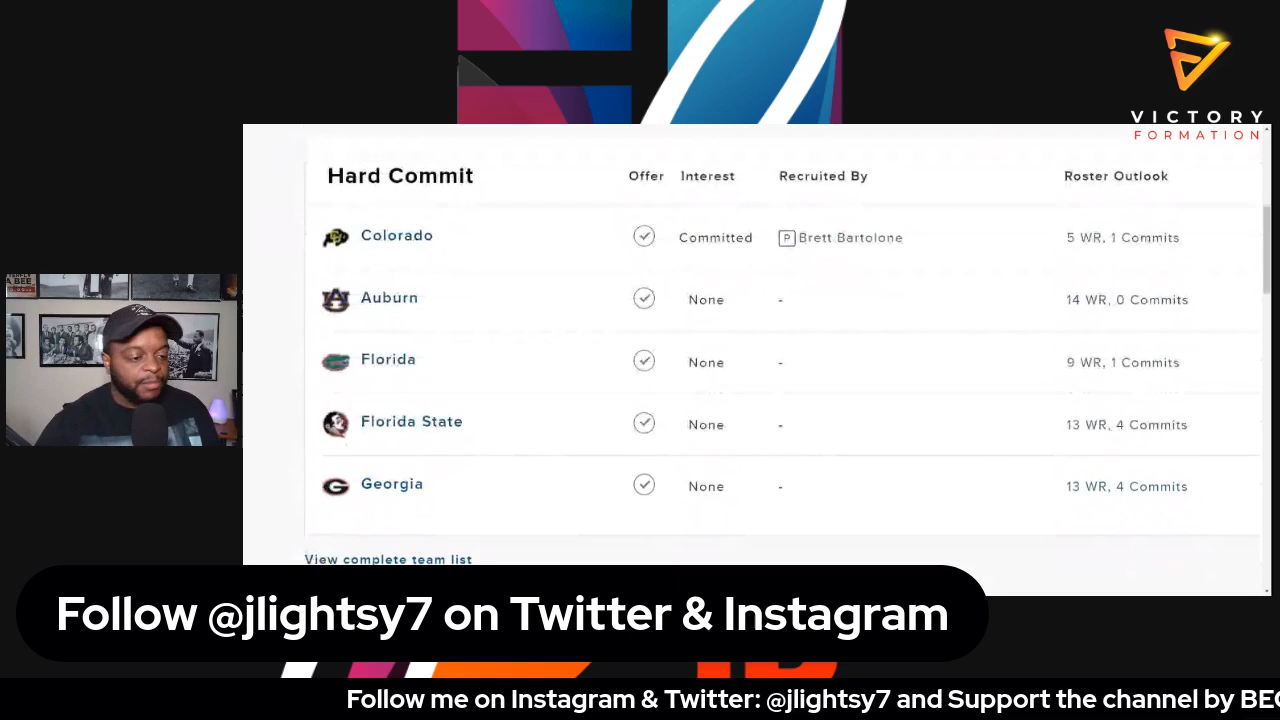 VICTORY
FORMATION
Hard Commit Offer Interest Recruited By Roster Outlook
Colorado Committed P Brett Bartolone 5 WR, 1 Commits
Auburn None - 14 WR, 0 Commits
Florida None - 9 WR, 1 Commits
Florida State None - 13 WR, 4 Commits
Georgia None - 13 WR, 4 Commits
View complete team list
A BEE
Follow @jlightsy7 on Twitter & Instagram
Follow me on Instagram & Twitter: @jlightsy7 and Support the channel by BEC